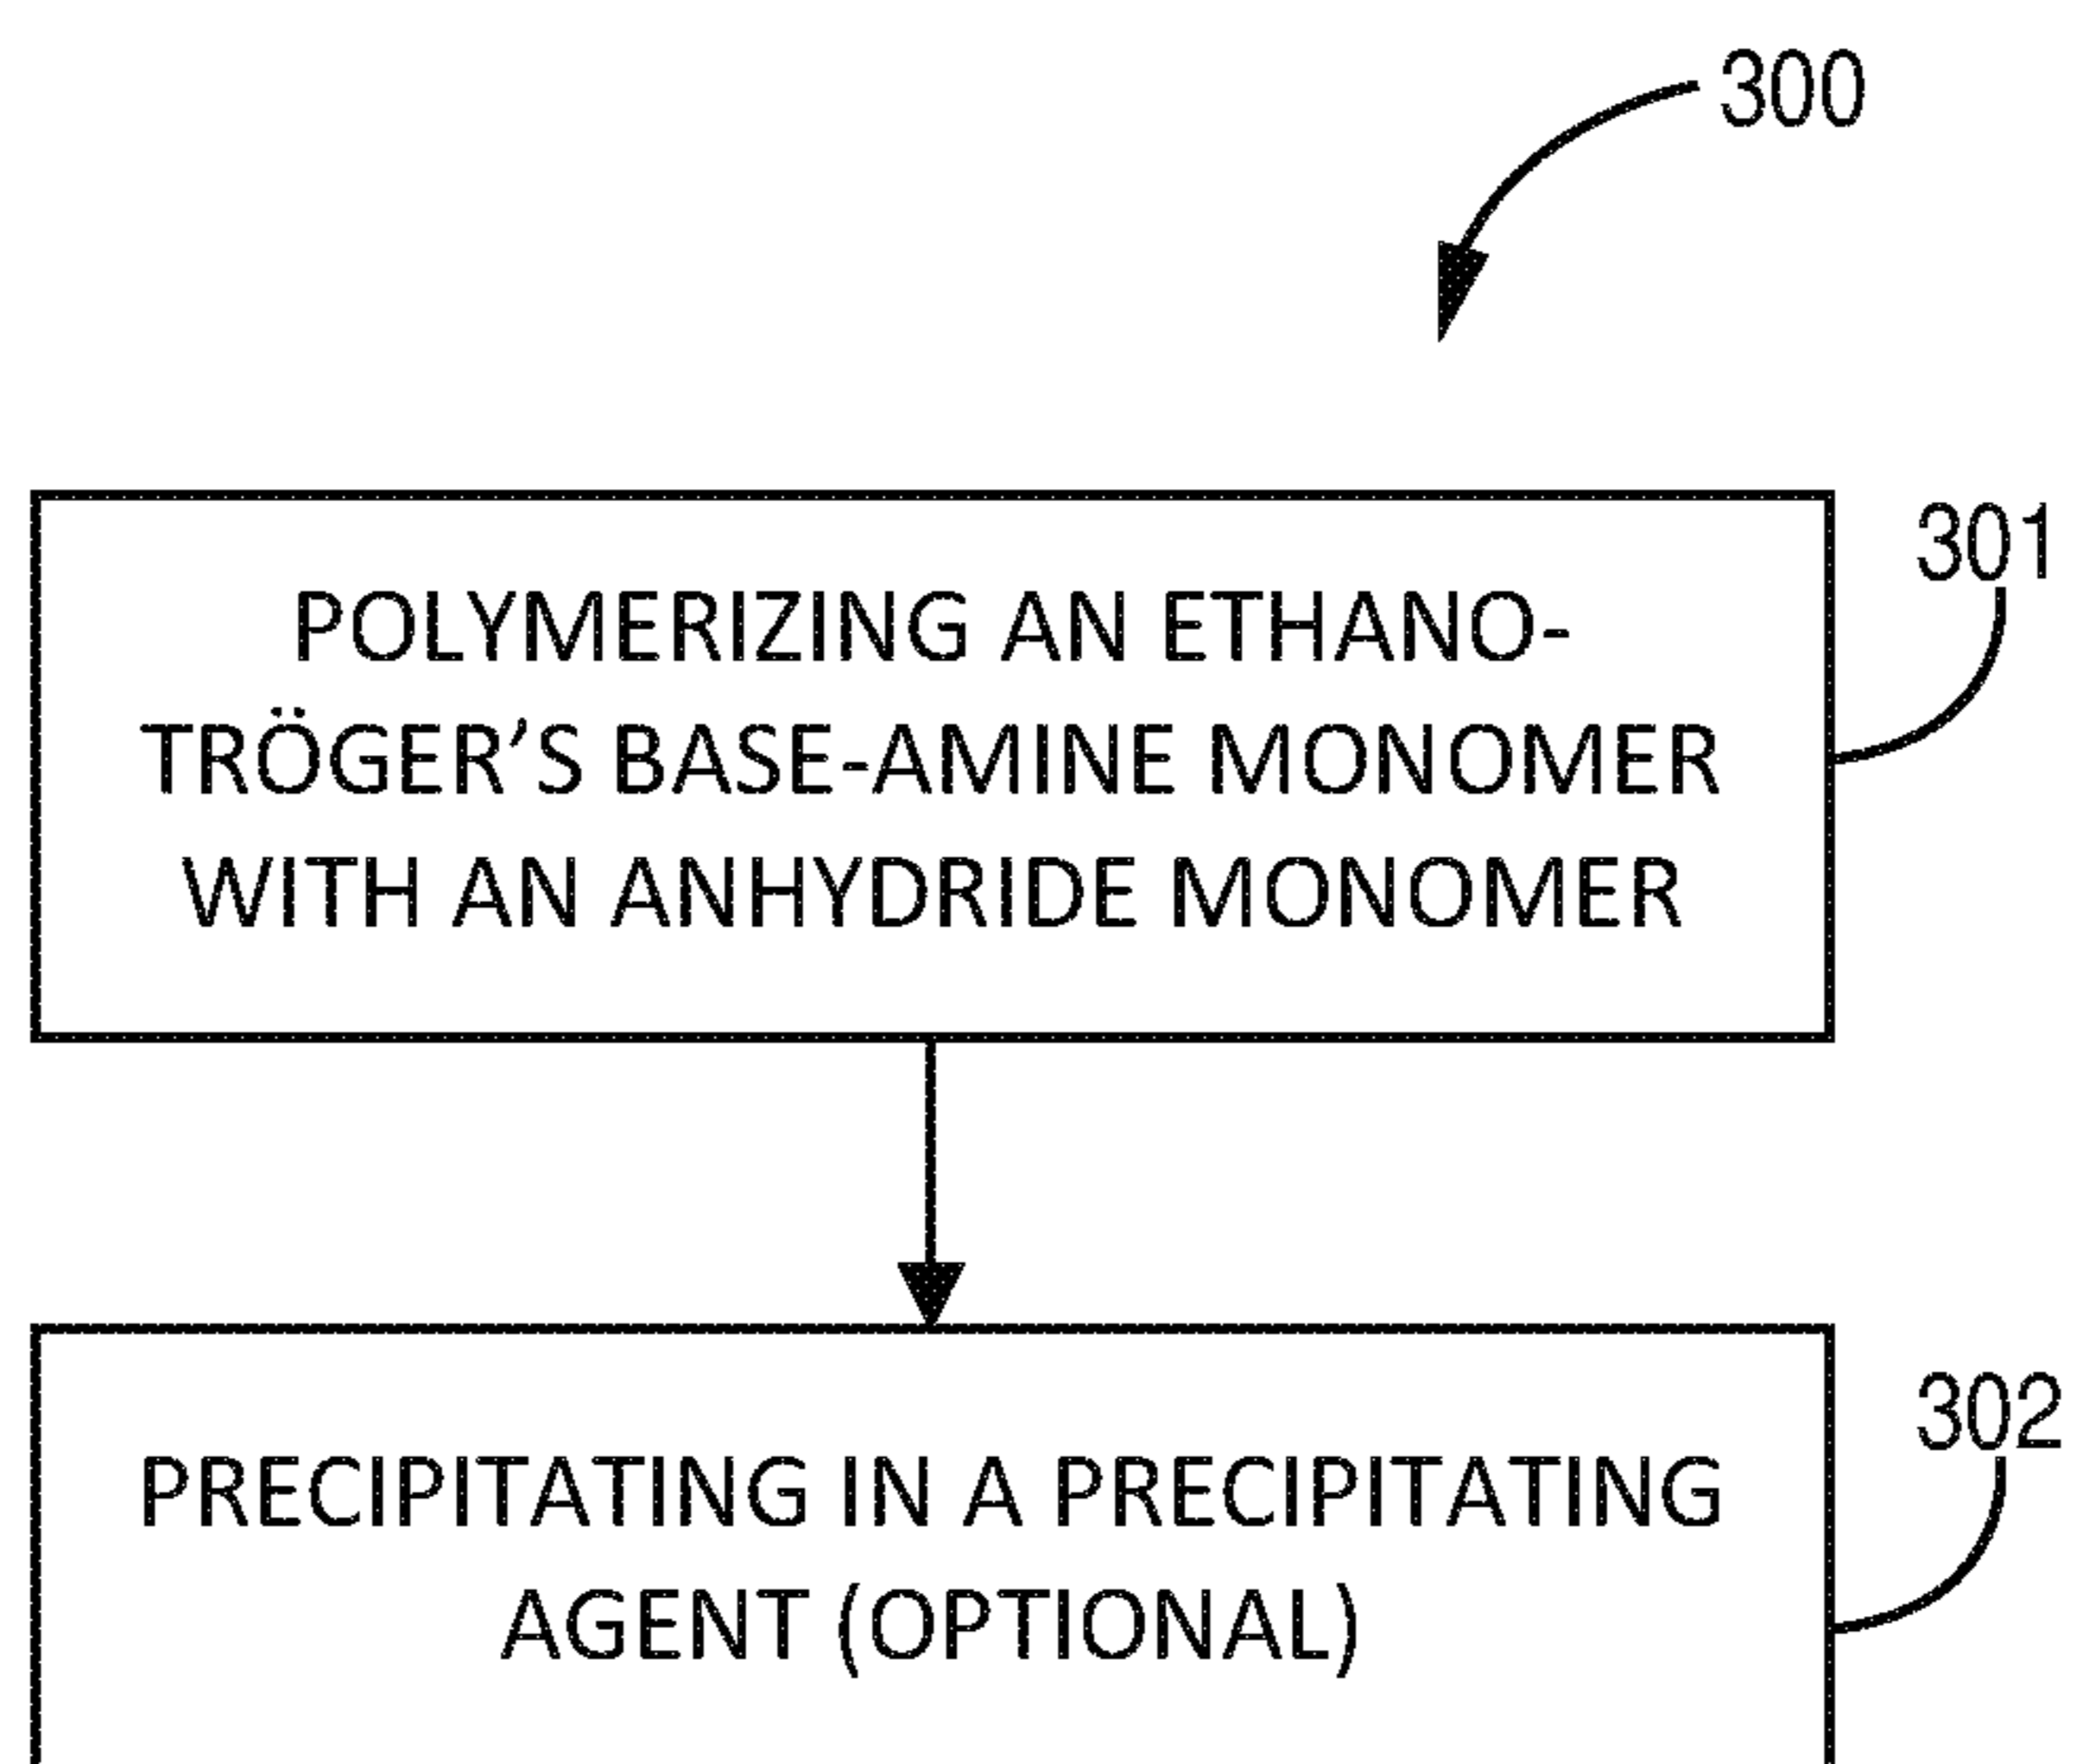 300
301
POLYMERIZING AN ETHANO-
TRÖGER’S BASE-AMINE MONOMER
WITH AN ANHYDRIDE MONOMER
302
PRECIPITATING IN A PRECIPITATING
AGENT (OPTIONAL)